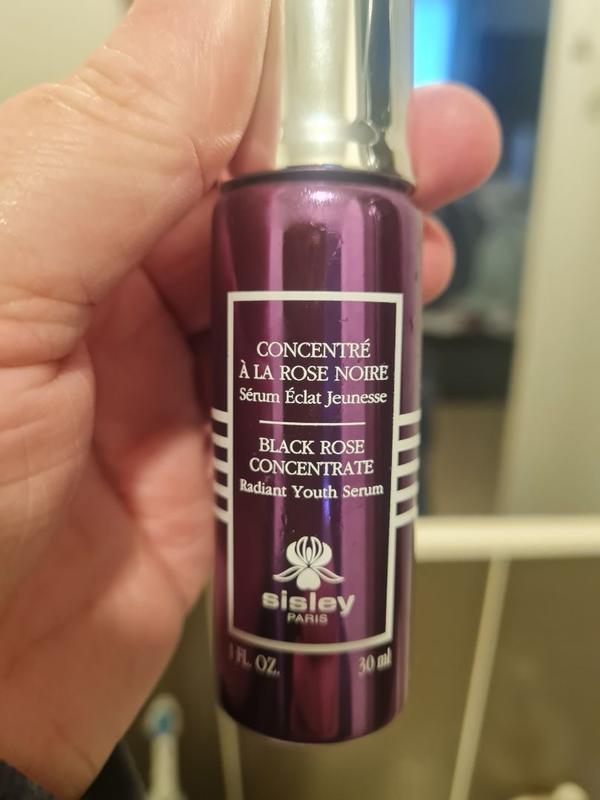 CONCENTRÉ
À LA ROSE NOIRE
Sérum Éclat Jeunesse
BLACK ROSE
CONCENTRATE
Radiant Youth Serum
sisley
PARIS
1 FL. OZ. 30 ml